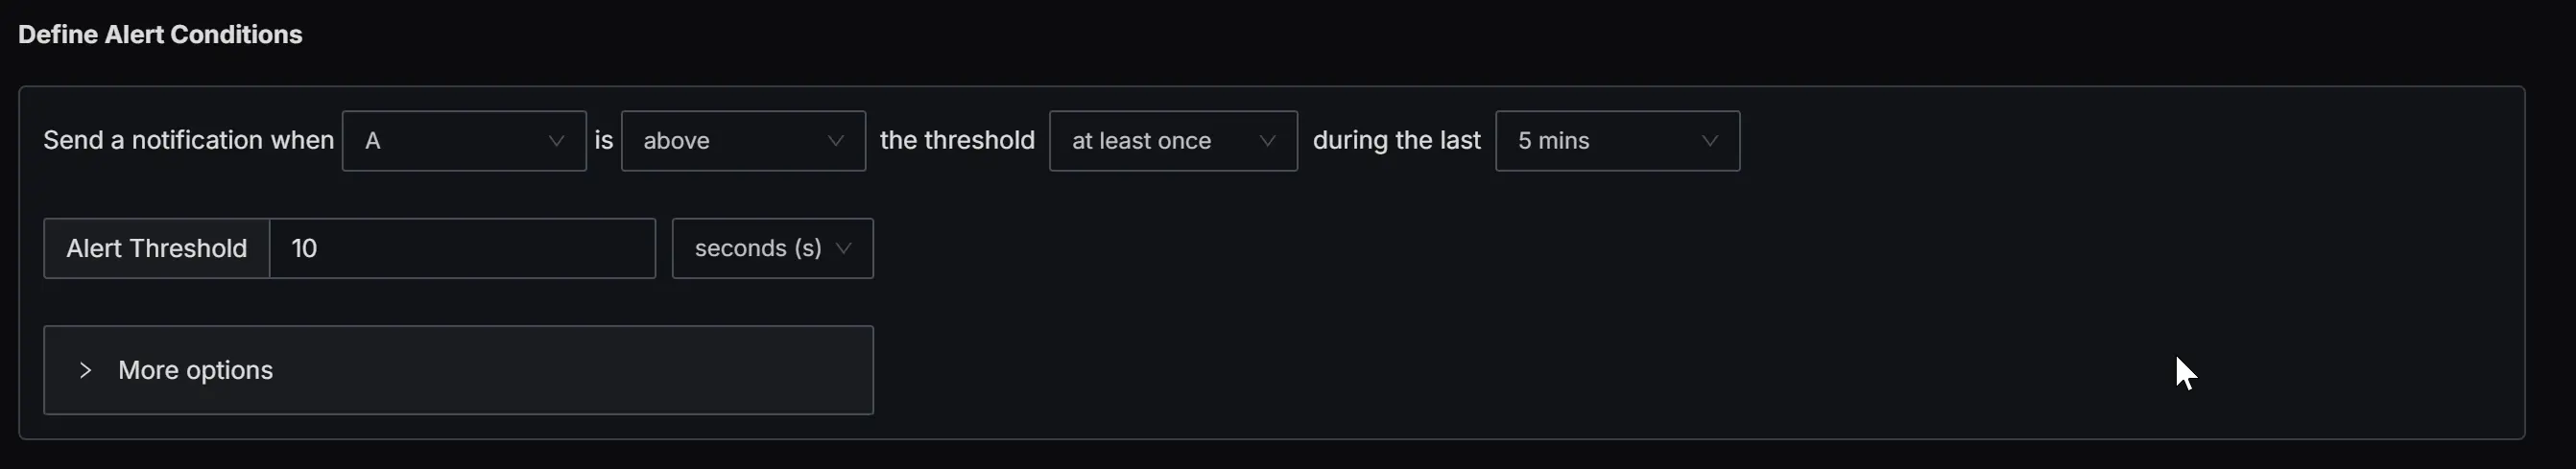 Define Alert Conditions
Send a notification when A is above the threshold at least once during the last 5 mins
Alert Threshold 10 seconds (s)
More options